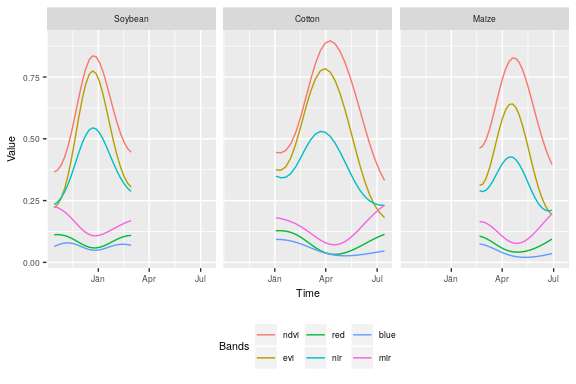 Soybean Cotton Maize
Value
0.75
0.50
0.25
0.00
Jan Apr Jul Jan Apr Jul Jan Apr Jul
Time
Bands
ndvi red blue
evi nir mir